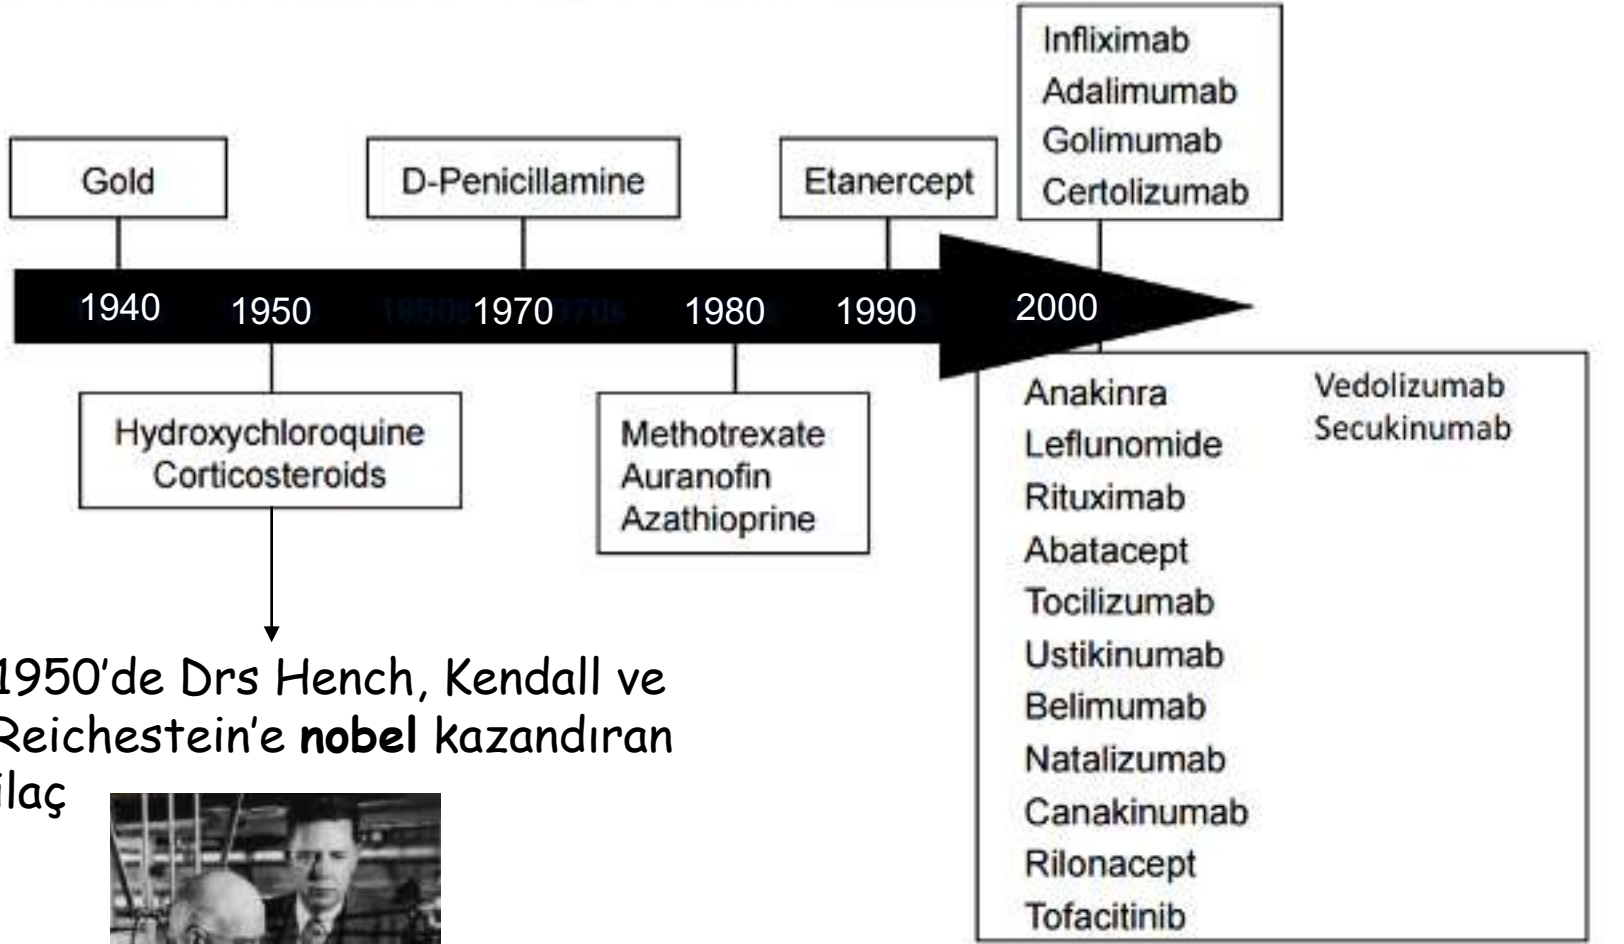 Infliximab
Adalimumab
Golimumab
Certolizumab
Gold
D-Penicillamine
Etanercept
1940
1950
1970
1980
1990
2000
Hydroxychloroquine
Corticosteroids
Methotrexate
Auranofin
Azathioprine
Anakinra
Leflunomide
Rituximab
Abatacept
Tocilizumab
Ustikinumab
Belimumab
Natalizumab
Canakinumab
Rilonacept
Tofacitinib
Vedolizumab
Secukinumab
1950'de Drs Hench, Kendall ve
Reichestein'e nobel kazandıran
ilaç